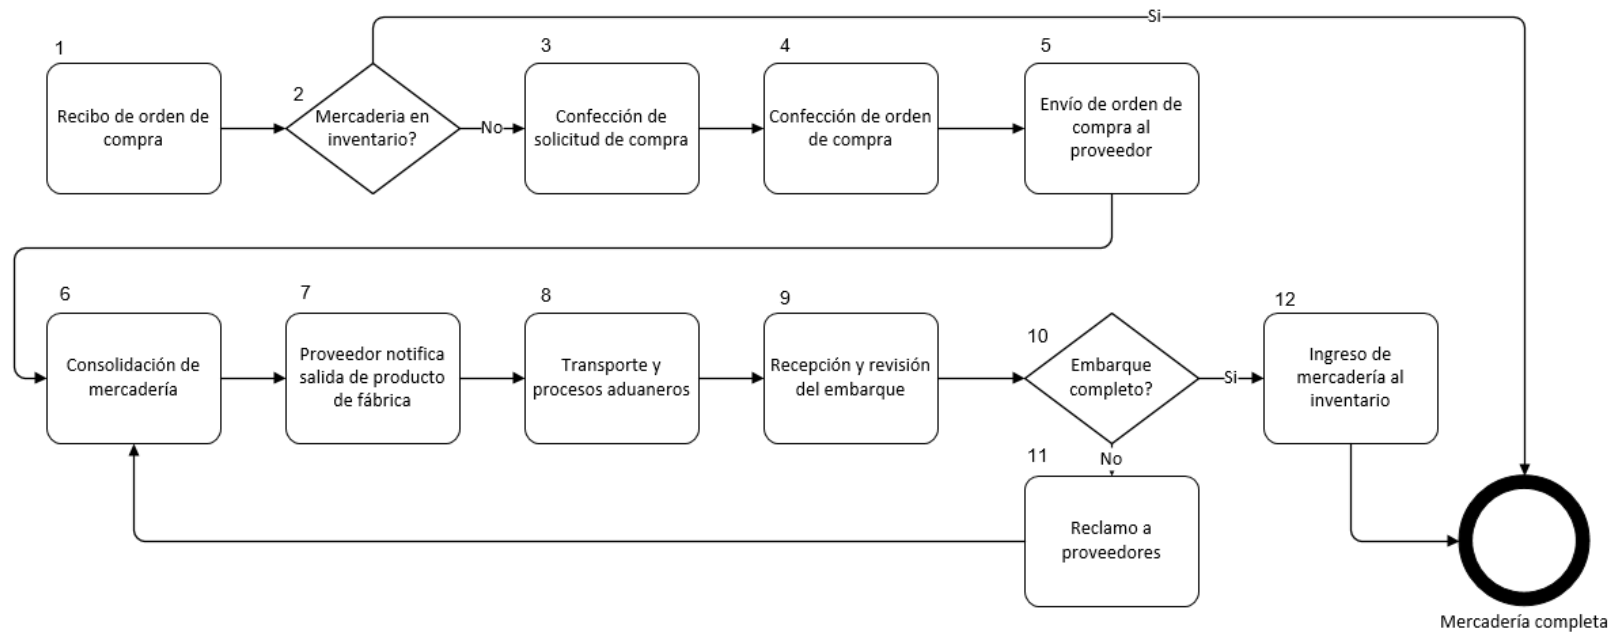 Si
1
Recibo de orden de
compra
2
Mercaderia en
inventario?
No
3
Confección de
solicitud de compra
4
Confección de orden
de compra
5
Envío de orden de
compra al
proveedor
6
Consolidación de
mercadería
7
Proveedor notifica
salida de producto
de fábrica
8
Transporte y
procesos aduaneros
9
Recepción y revisión
del embarque
10
Embarque
completo?
Si
12
Ingreso de
mercadería al
inventario
No
11
Reclamo a
proveedores
Mercadería completa